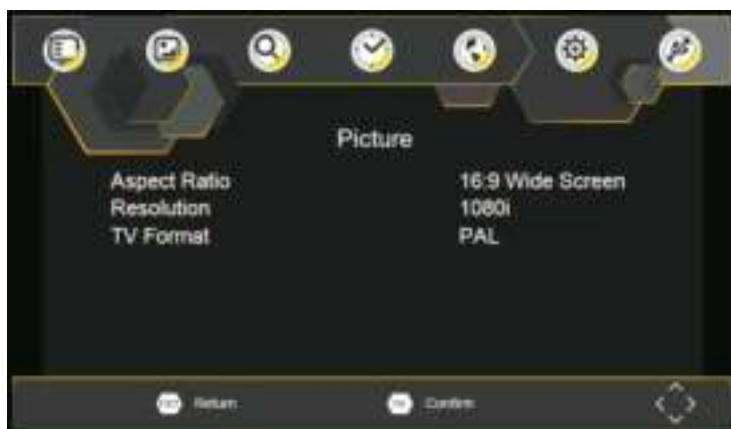 Picture
Aspect Ratio 16:9 Wide Screen
Resolution 1080i
TV Format PAL
Return Confirm